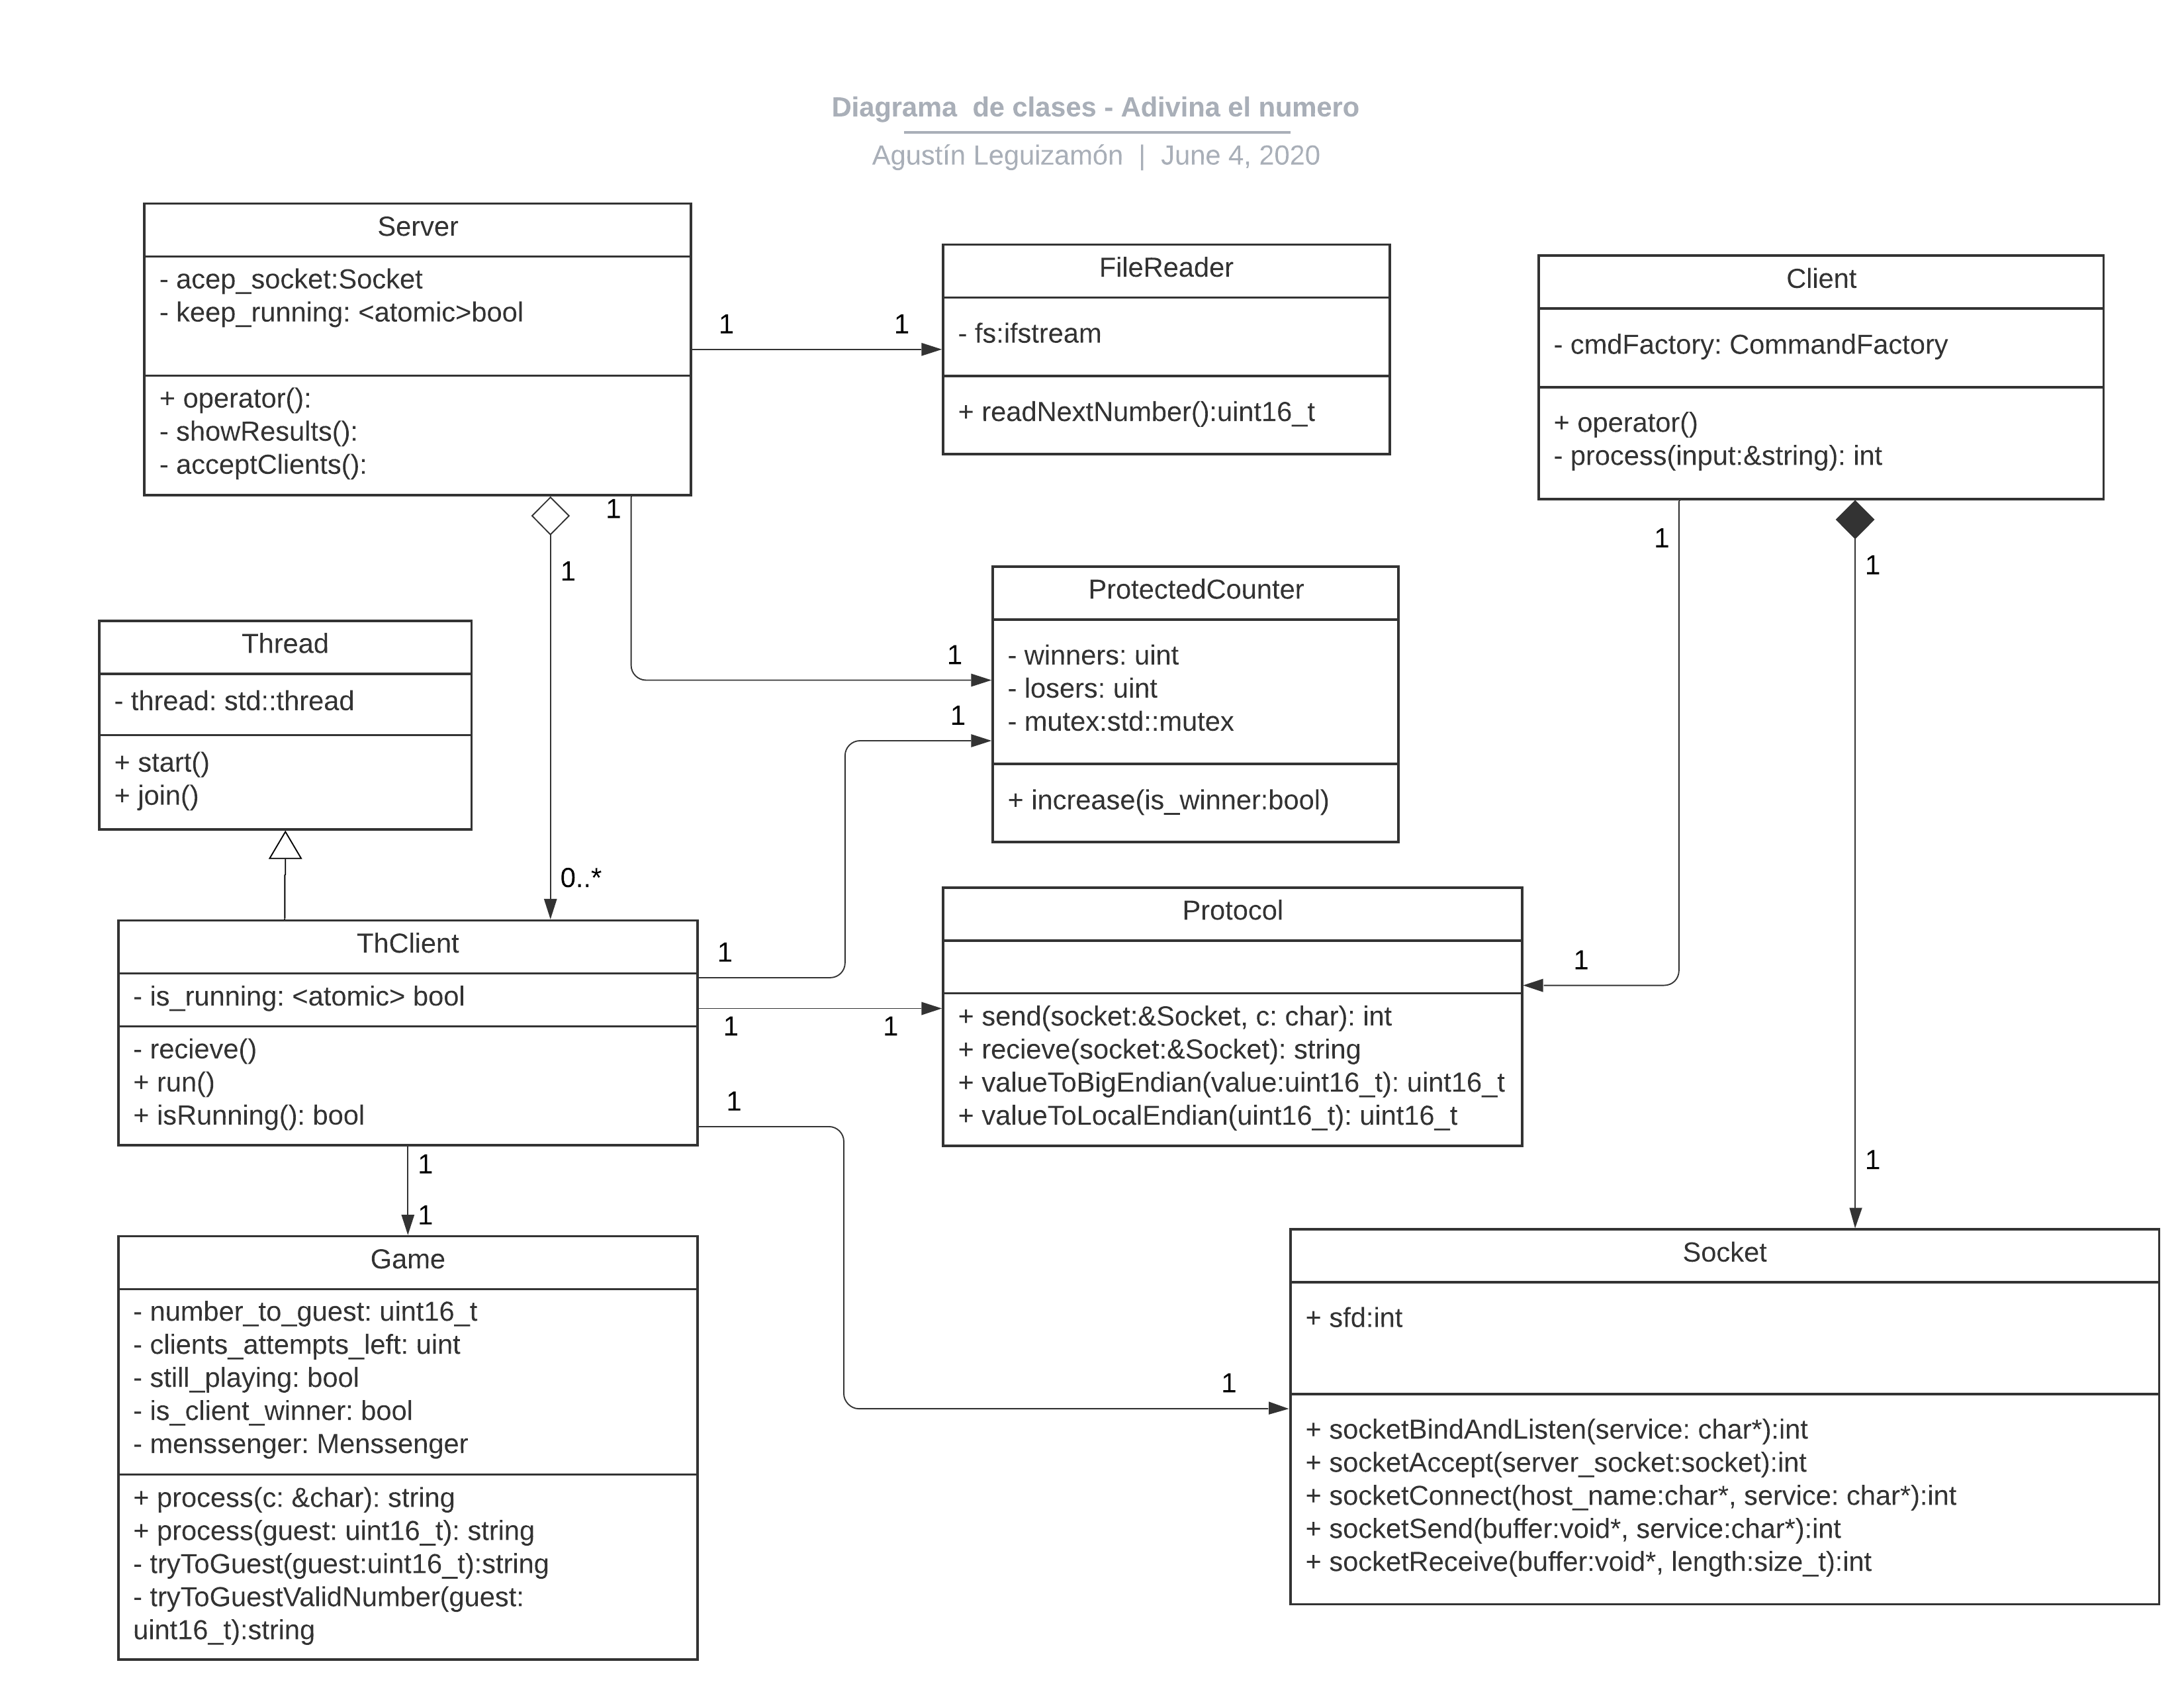 Diagrama  de clases - Adivina el numero
Agustín Leguizamón  |  June 4, 2020
Server
- acep_socket:Socket
- keep_running: <atomic>bool
+ operator():
- showResults():
- acceptClients():
1
1
FileReader
- fs:ifstream
+ readNextNumber():uint16_t
Client
- cmdFactory: CommandFactory
+ operator()
- process(input:&string): int
1
1
1
1
ProtectedCounter
- winners: uint
- losers: uint
- mutex:std::mutex
+ increase(is_winner:bool)
1
1
Thread
- thread: std::thread
+ start()
+ join()
0..*
ThClient
- is_running: <atomic> bool
- recieve()
+ run()
+ isRunning(): bool
1
1
1
1
Protocol
+ send(socket:&Socket, c: char): int
+ recieve(socket:&Socket): string
+ valueToBigEndian(value:uint16_t): uint16_t
+ valueToLocalEndian(uint16_t): uint16_t
1
1
1
1
Game
- number_to_guest: uint16_t
- clients_attempts_left: uint
- still_playing: bool
- is_client_winner: bool
- menssenger: Menssenger
+ process(c: &char): string
+ process(guest: uint16_t): string
- tryToGuest(guest:uint16_t):string
- tryToGuestValidNumber(guest:
uint16_t):string
1
Socket
+ sfd:int
+ socketBindAndListen(service: char*):int
+ socketAccept(server_socket:socket):int
+ socketConnect(host_name:char*, service: char*):int
+ socketSend(buffer:void*, service:char*):int
+ socketReceive(buffer:void*, length:size_t):int